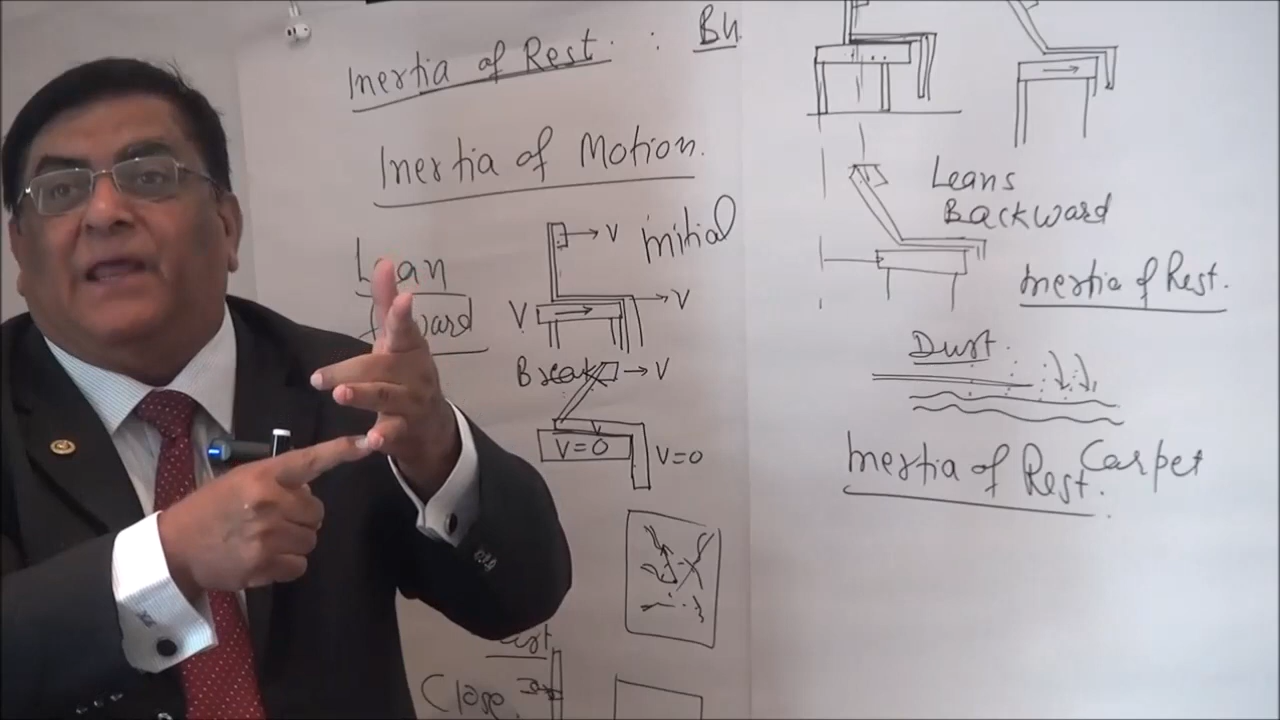 Inertia of Rest. : Bu
Inertia of Motion.
Lean
V initial
V
V
Break V
V=0
V=0
Close
Leans
Backward
Inertia of Rest.
Dust
Carpet
Inertia of Rest.